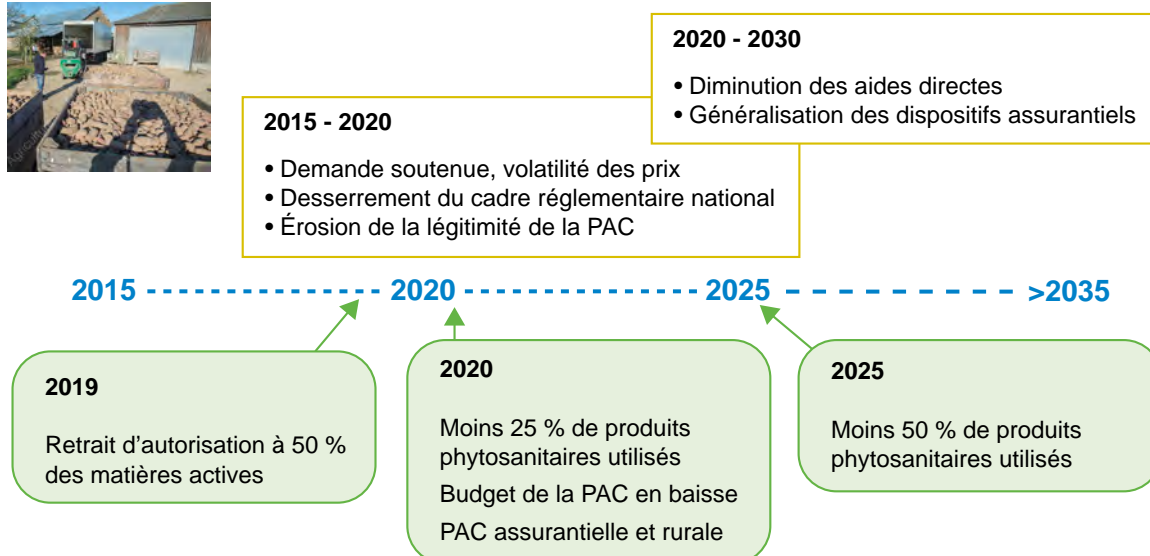 2020 - 2030
• Diminution des aides directes
• Généralisation des dispositifs assurantiels
2015 - 2020
• Demande soutenue, volatilité des prix
• Desserrement du cadre réglementaire national
• Érosion de la légitimité de la PAC
2015
2020
2025
>2035
2019
Retrait d’autorisation à 50 %
des matières actives
2020
Moins 25 % de produits
phytosanitaires utilisés
Budget de la PAC en baisse
PAC assurantielle et rurale
2025
Moins 50 % de produits
phytosanitaires utilisés